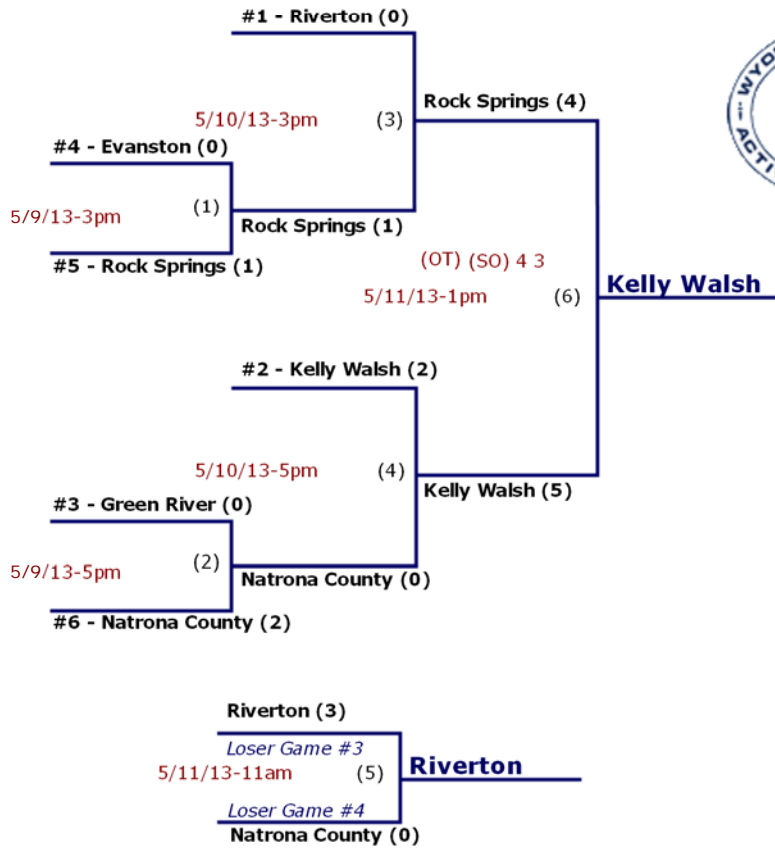 #1 - Riverton (0)
5/10/13-3pm
(3)
Rock Springs (4)
#4 - Evanston (0)
5/9/13-3pm
(1)
Rock Springs (1)
#5 - Rock Springs (1)
(OT) (SO) 4 3
5/11/13-1pm
(6)
Kelly Walsh
#2 - Kelly Walsh (2)
5/10/13-5pm
(4)
Kelly Walsh (5)
#3 - Green River (0)
5/9/13-5pm
(2)
Natrona County (0)
#6 - Natrona County (2)
Riverton (3)
Loser Game #3
5/11/13-11am
(5)
Riverton
Loser Game #4
Natrona County (0)